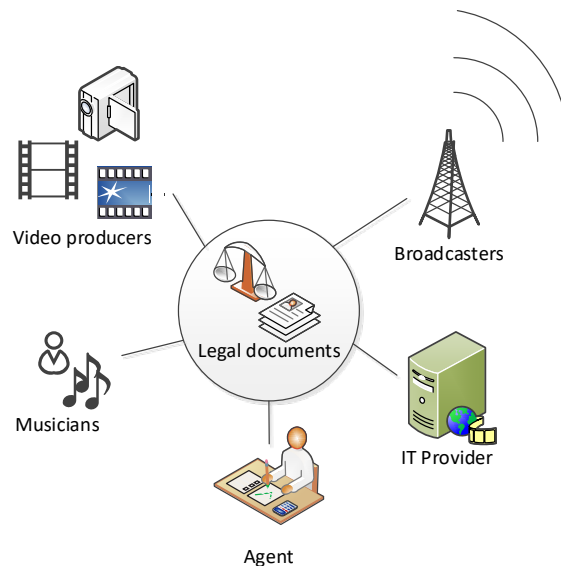 Video producers
Broadcasters
Legal documents
Musicians
IT Provider
Agent